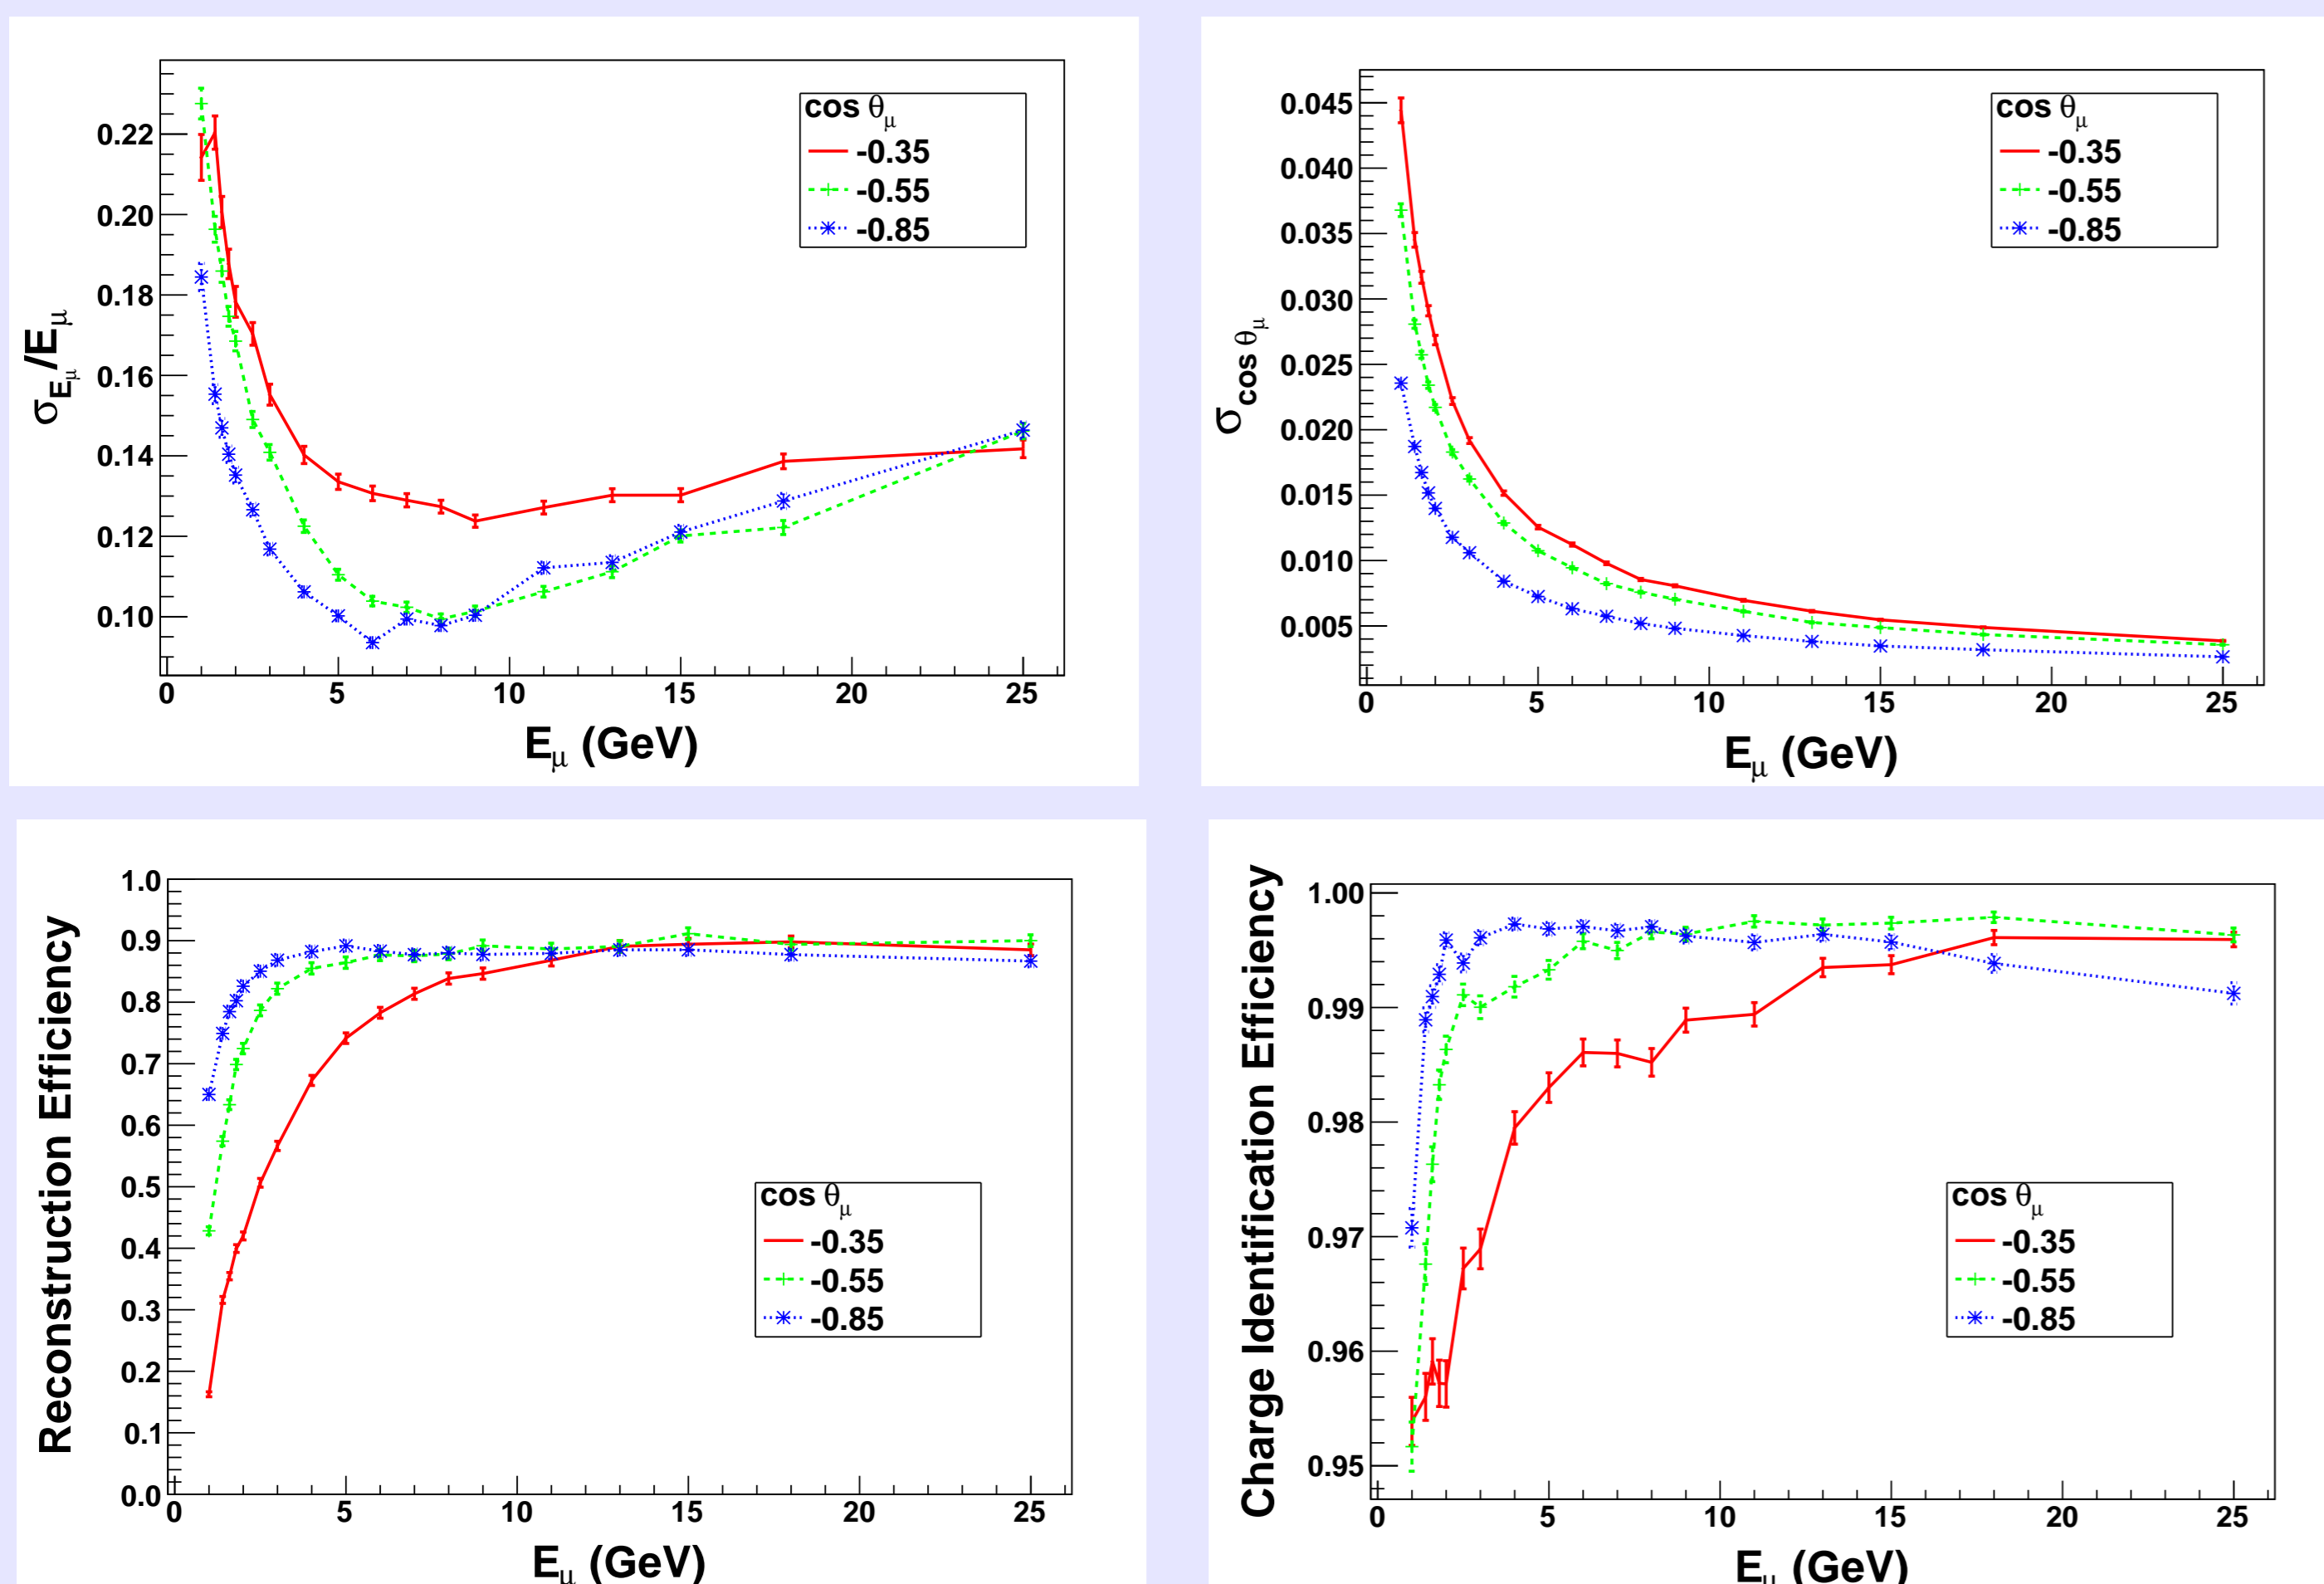 σ_Eμ/Eμ
0.22
0.20
0.18
0.16
0.14
0.12
0.10
cos θμ
-0.35
-0.55
-0.85
0 5 10 15 20 25
Eμ (GeV)
σcos θμ
0.045
0.040
0.035
0.030
0.025
0.020
0.015
0.010
0.005
cos θμ
-0.35
-0.55
-0.85
0 5 10 15 20 25
Eμ (GeV)
Reconstruction Efficiency
1.0
0.9
0.8
0.7
0.6
0.5
0.4
0.3
0.2
0.1
0.0
cos θμ
-0.35
-0.55
-0.85
0 5 10 15 20 25
Eμ (GeV)
Charge Identification Efficiency
1.00
0.99
0.98
0.97
0.96
0.95
cos θμ
-0.35
-0.55
-0.85
0 5 10 15 20 25
Eμ (GeV)